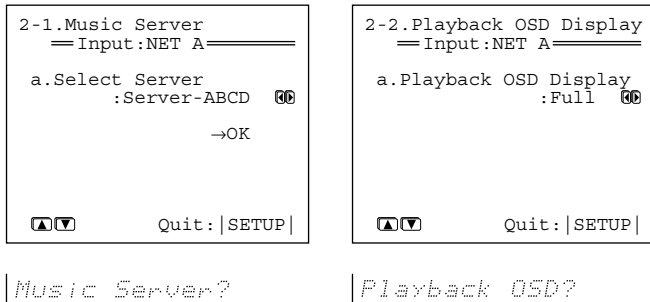 2-1.Music Server
Input:NET A
a.Select Server
:Server-ABCD
→OK
Quit:|SETUP|
Music Server?
2-2.Playback OSD Display
Input:NET A
a.Playback OSD Display
:Full
Quit:|SETUP|
Playback OSD?